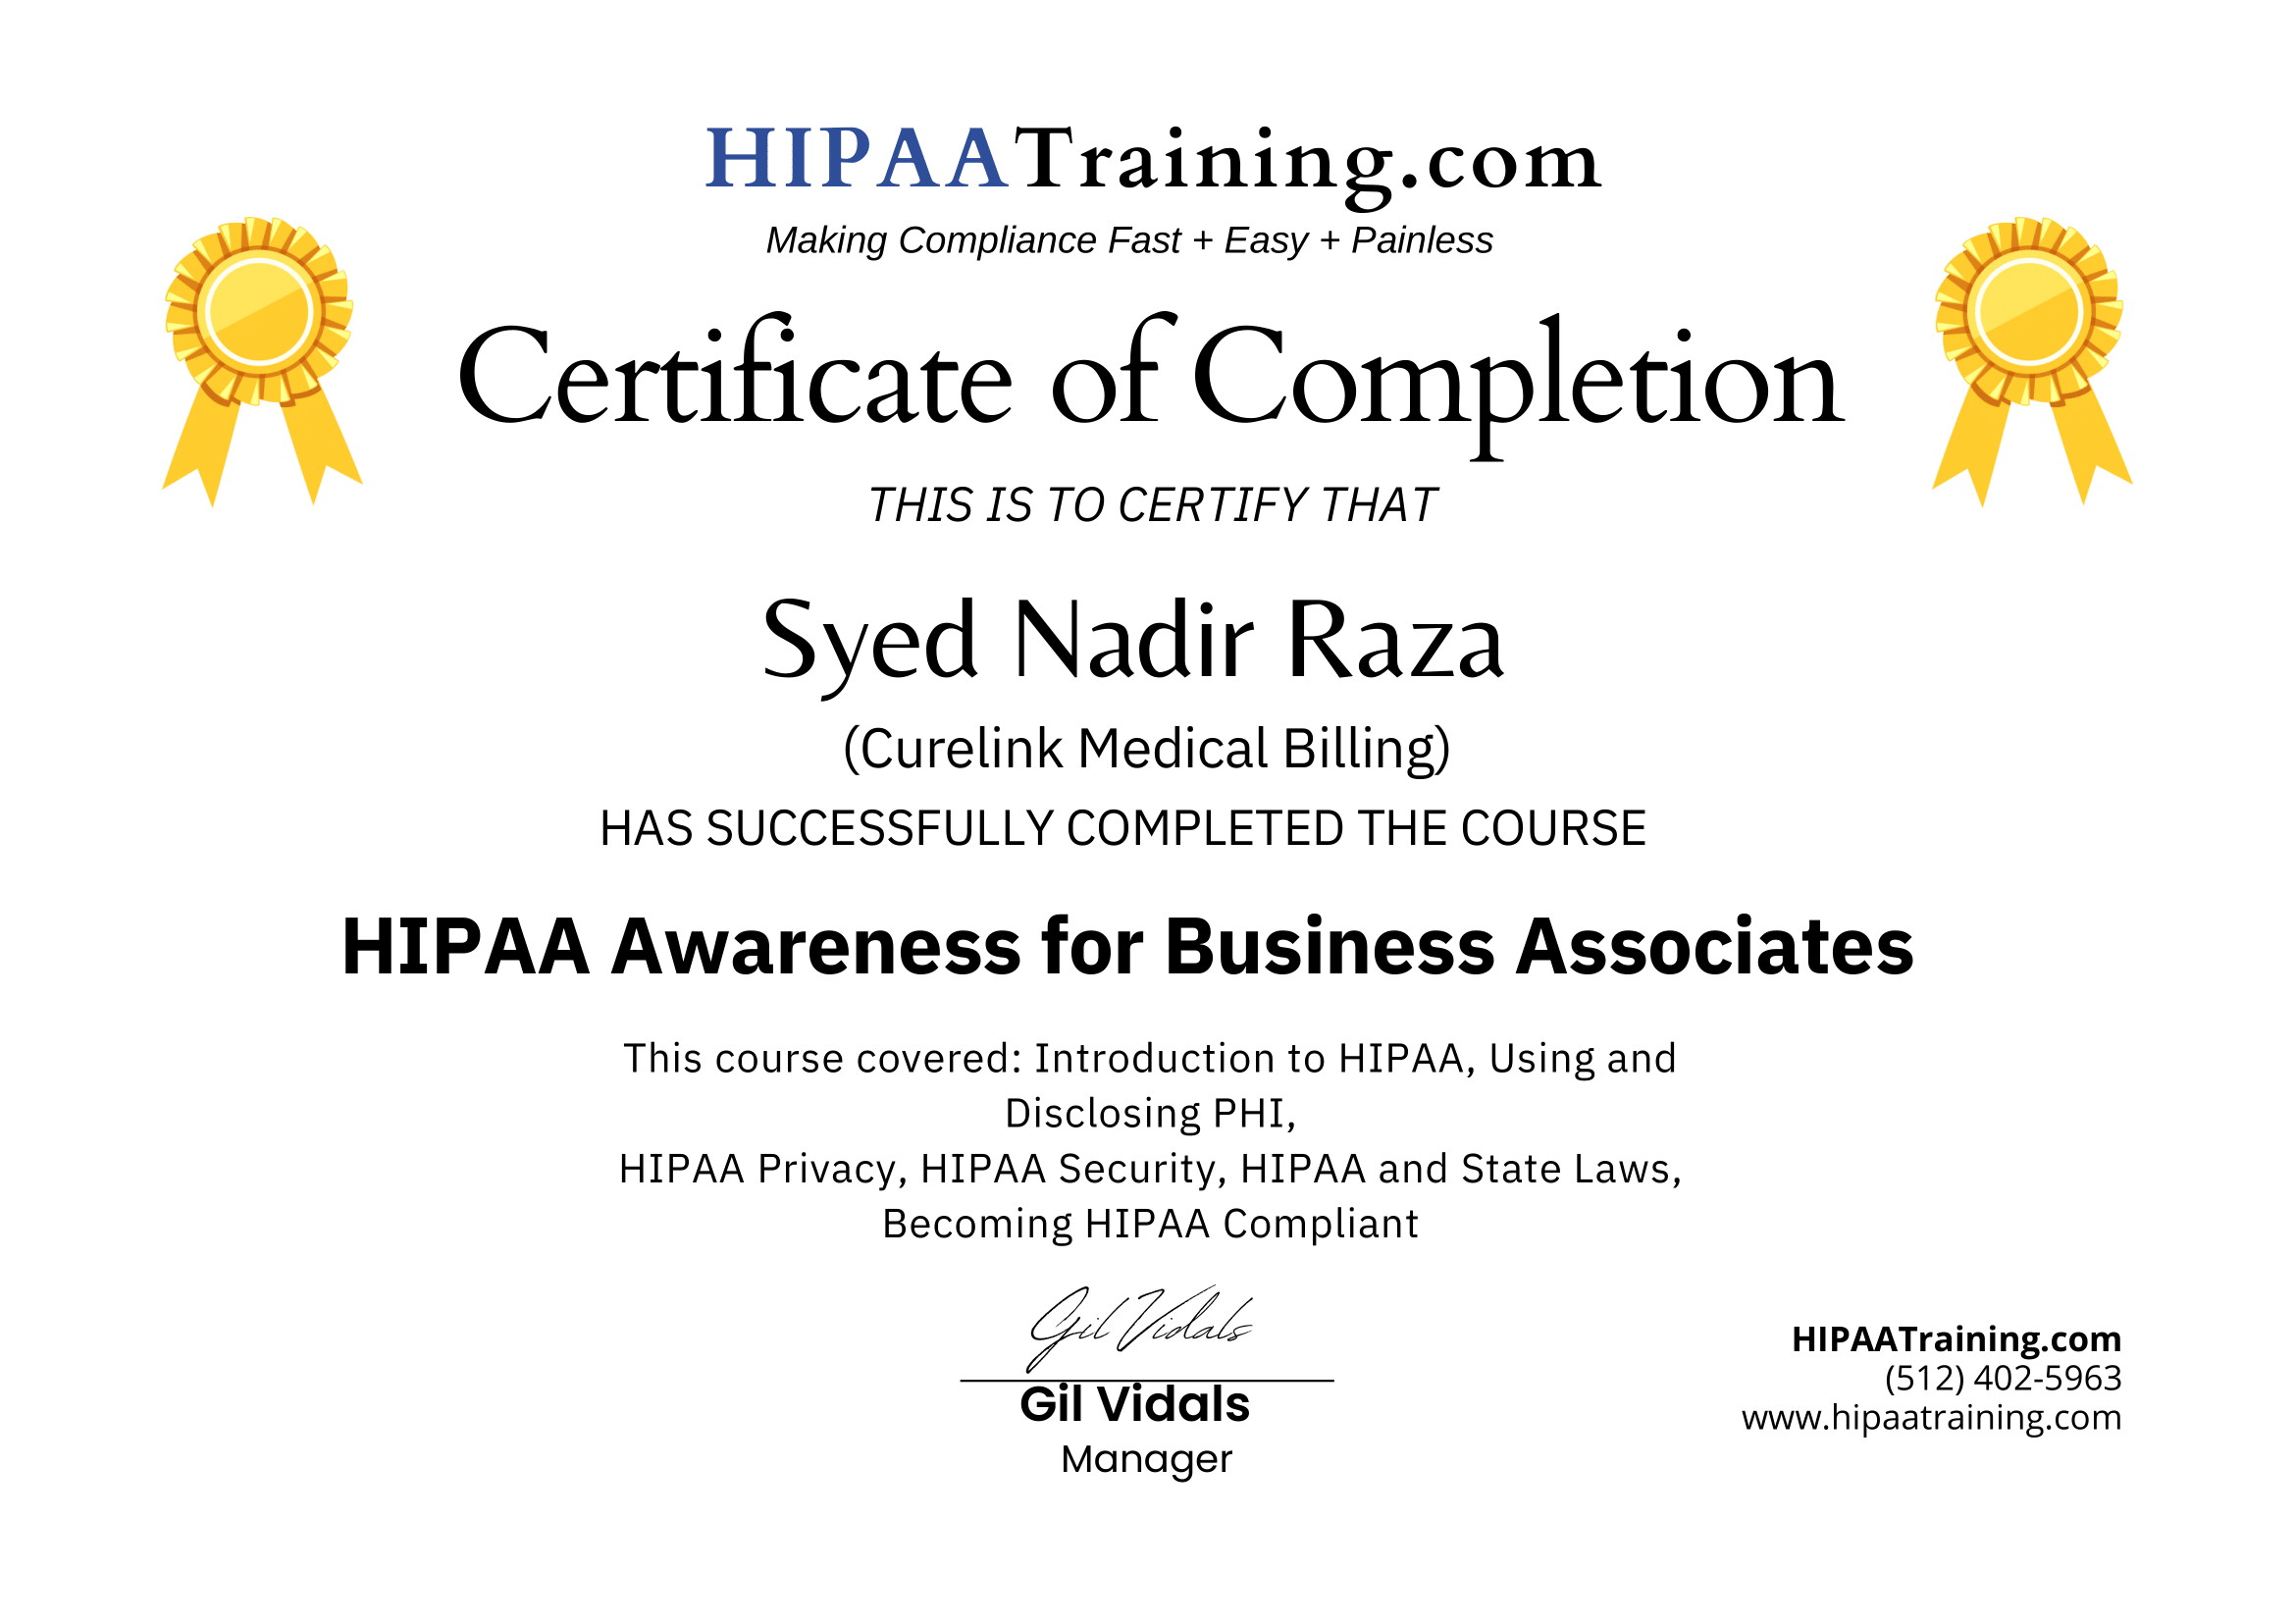 HIPAATraining.com
Making Compliance Fast + Easy + Painless
Certificate of Completion
THIS IS TO CERTIFY THAT
Syed Nadir Raza
(Curelink Medical Billing)
HAS SUCCESSFULLY COMPLETED THE COURSE
HIPAA Awareness for Business Associates
This course covered: Introduction to HIPAA, Using and
Disclosing PHI,
HIPAA Privacy, HIPAA Security, HIPAA and State Laws,
Becoming HIPAA Compliant
Gil Vidals
Gil Vidals
Manager
HIPAATraining.com
(512) 402-5963
www.hipaatraining.com